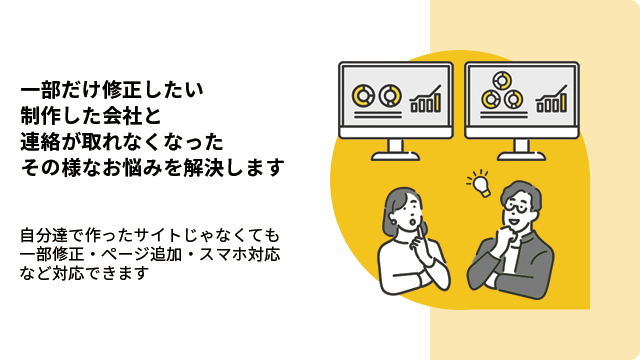 一部だけ修正したい
制作した会社と
連絡が取れなくなった
その様なお悩みを解決します
自分達で作ったサイトじゃなくても
一部修正・ページ追加・スマホ対応
など対応できます